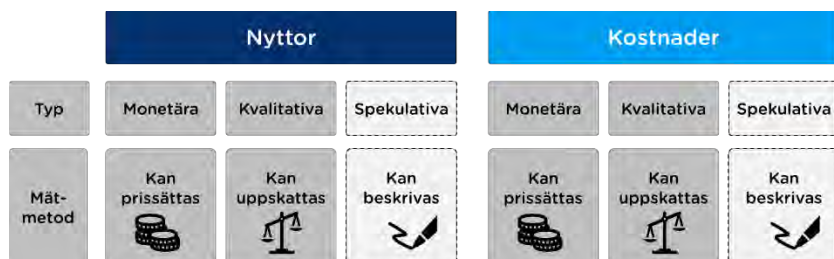 Nyttor
Kostnader
Typ
Monetära
Kvalitativa
Spekulativa
Monetära
Kvalitativa
Spekulativa
Mät-
metod
Kan
prissättas
Kan
uppskattas
Kan
beskrivas
Kan
prissättas
Kan
uppskattas
Kan
beskrivas